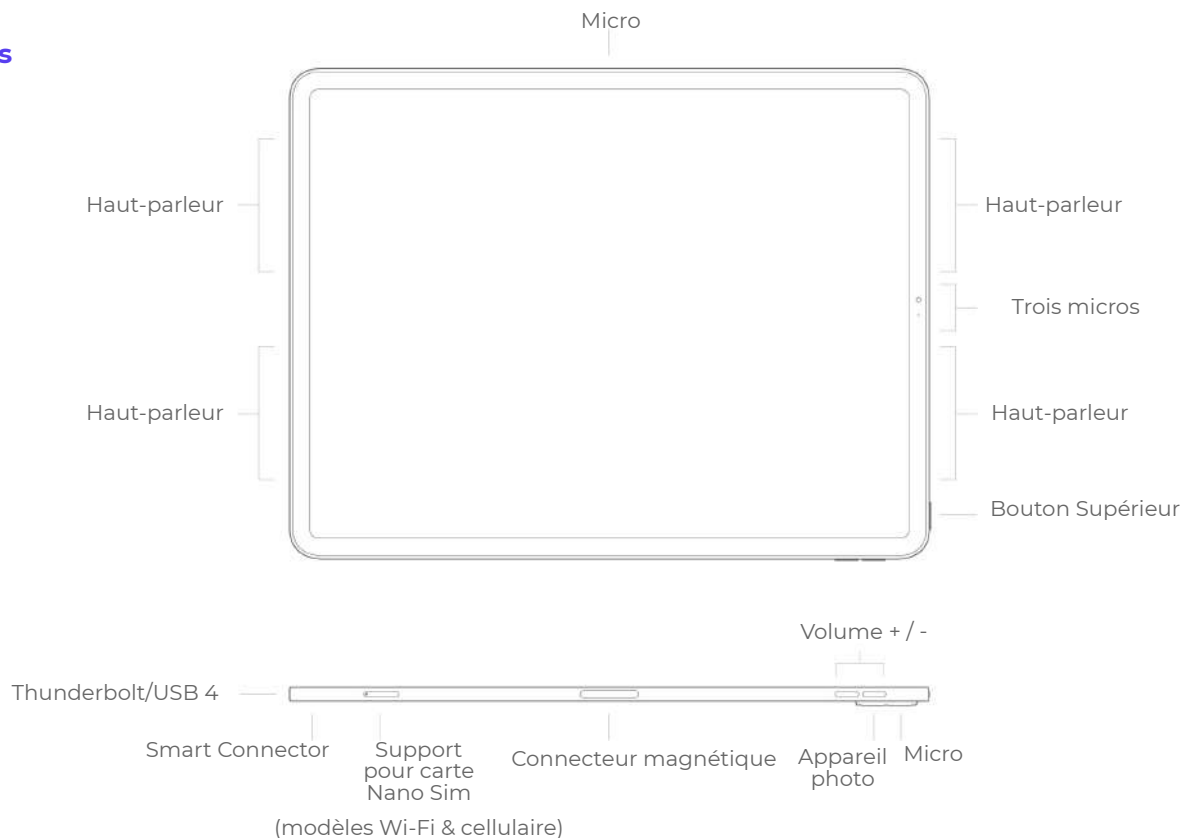 Micro
s
Haut-parleur
Haut-parleur
Trois micros
Haut-parleur
Haut-parleur
Bouton Supérieur
Volume + / -
Thunderbolt/USB 4
Smart Connector
Support
pour carte
Nano Sim
(modèles Wi-Fi & cellulaire)
Connecteur magnétique
Appareil
photo
Micro